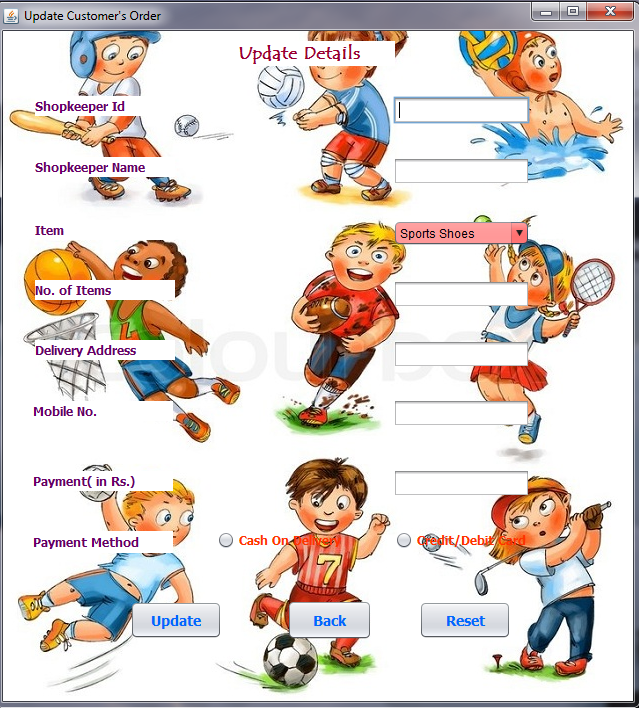 Update Customer's Order
Update Details
Shopkeeper Id
Shopkeeper Name
Item
Sports Shoes
No. of Items
Delivery Address
Mobile No.
Payment( in Rs.)
Payment Method
Cash On Delivery
Credit/Debit Card
7
Update
Back
Reset